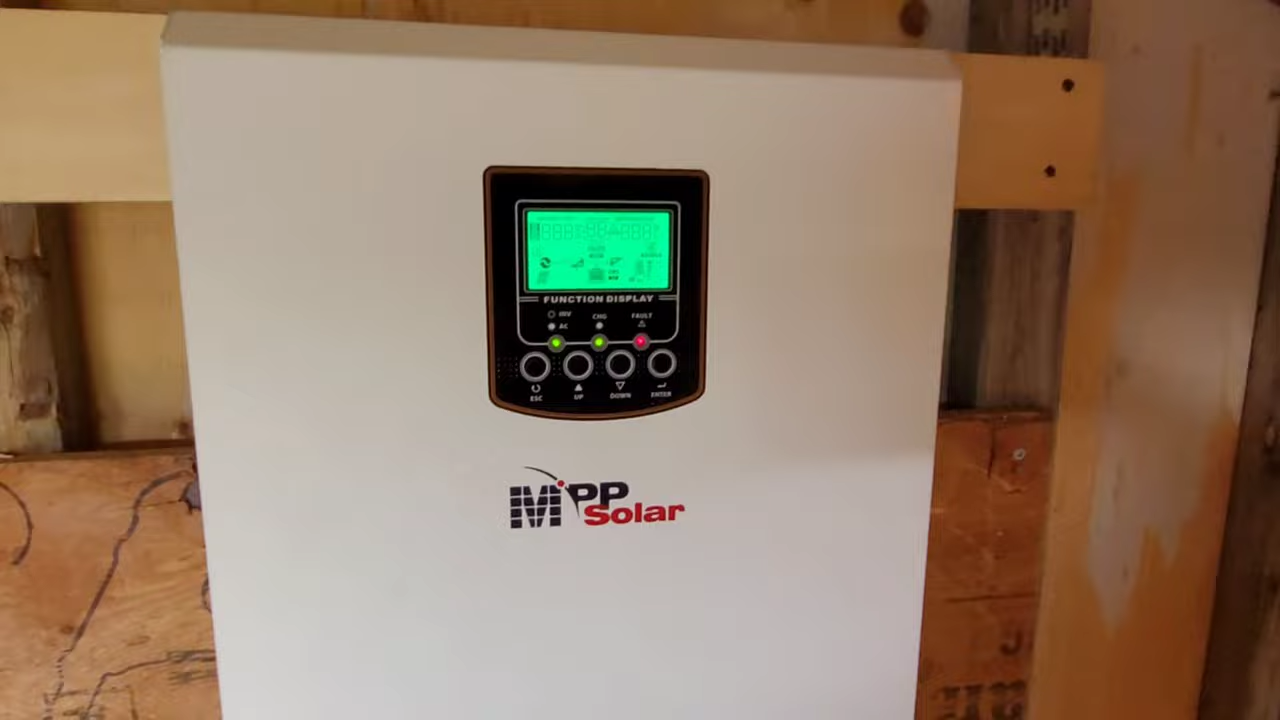 FUNCTION DISPLAY
INV CHG FAULT
AC
ESC UP DOWN ENTER
MPP
Solar